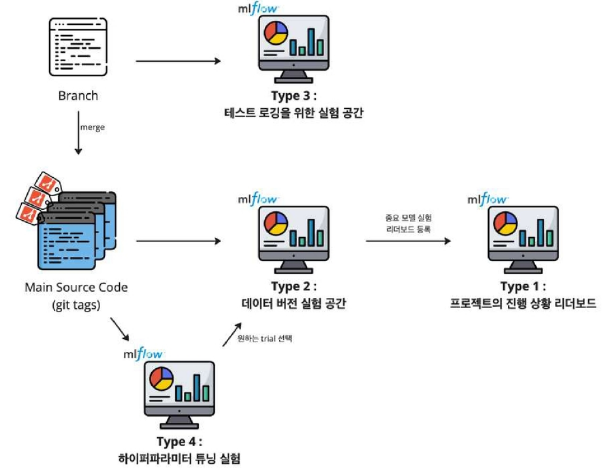 mlflow
Branch
Type 3 :
테스트 로깅을 위한 실험 공간
merge
mlflow
중요 모델 실험
리더보드 등록
mlflow
Main Source Code
(git tags)
Type 2 :
데이터 버전 실험 공간
Type 1 :
프로젝트의 진행 상황 리더보드
원하는 trial 선택
mlflow
Type 4 :
하이퍼파라미터 튜닝 실험